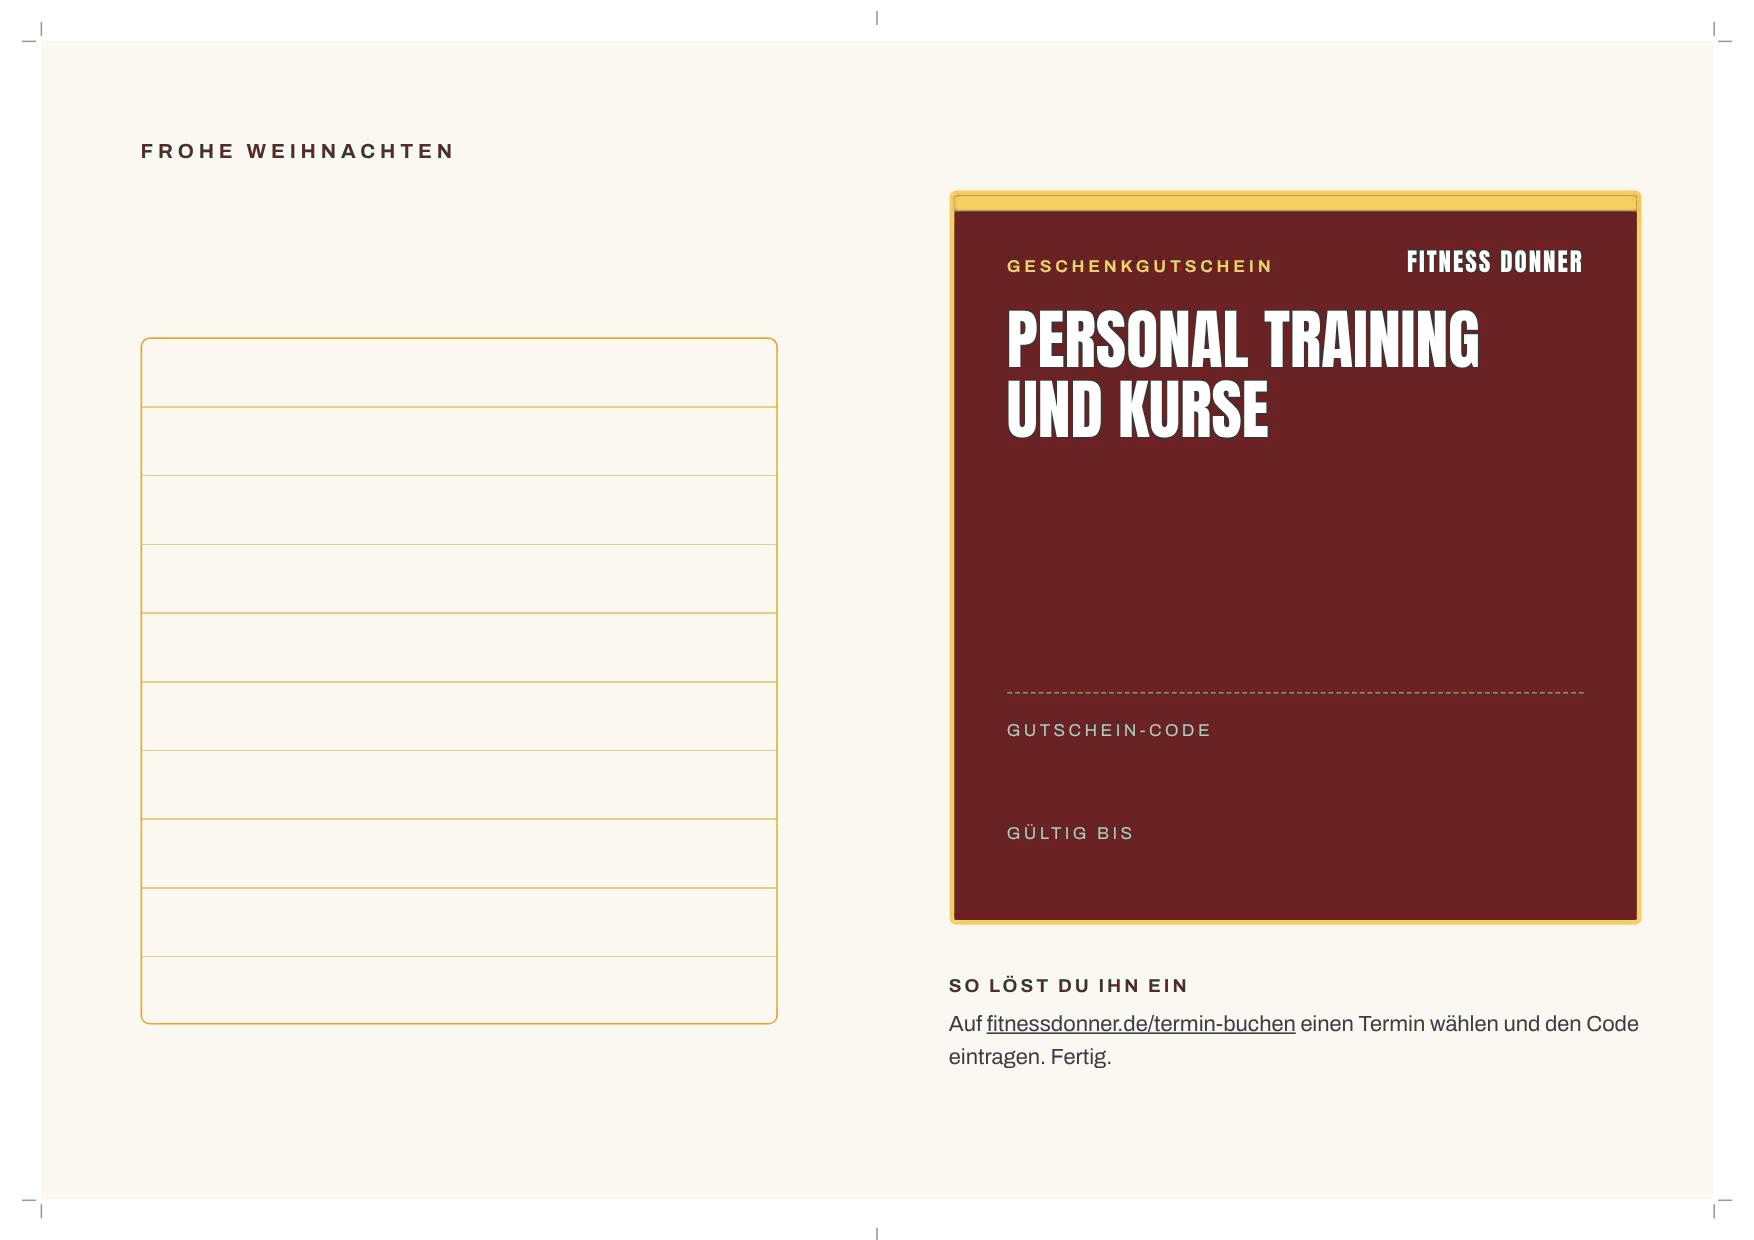 FROHE WEIHNACHTEN
GESCHENKGUTSCHEIN
FITNESS DONNER
PERSONAL TRAINING
UND KURSE
GUTSCHEIN-CODE
GÜLTIG BIS
SO LÖST DU IHN EIN
Auf fitnessdonner.de/termin-buchen einen Termin wählen und den Code
eintragen. Fertig.